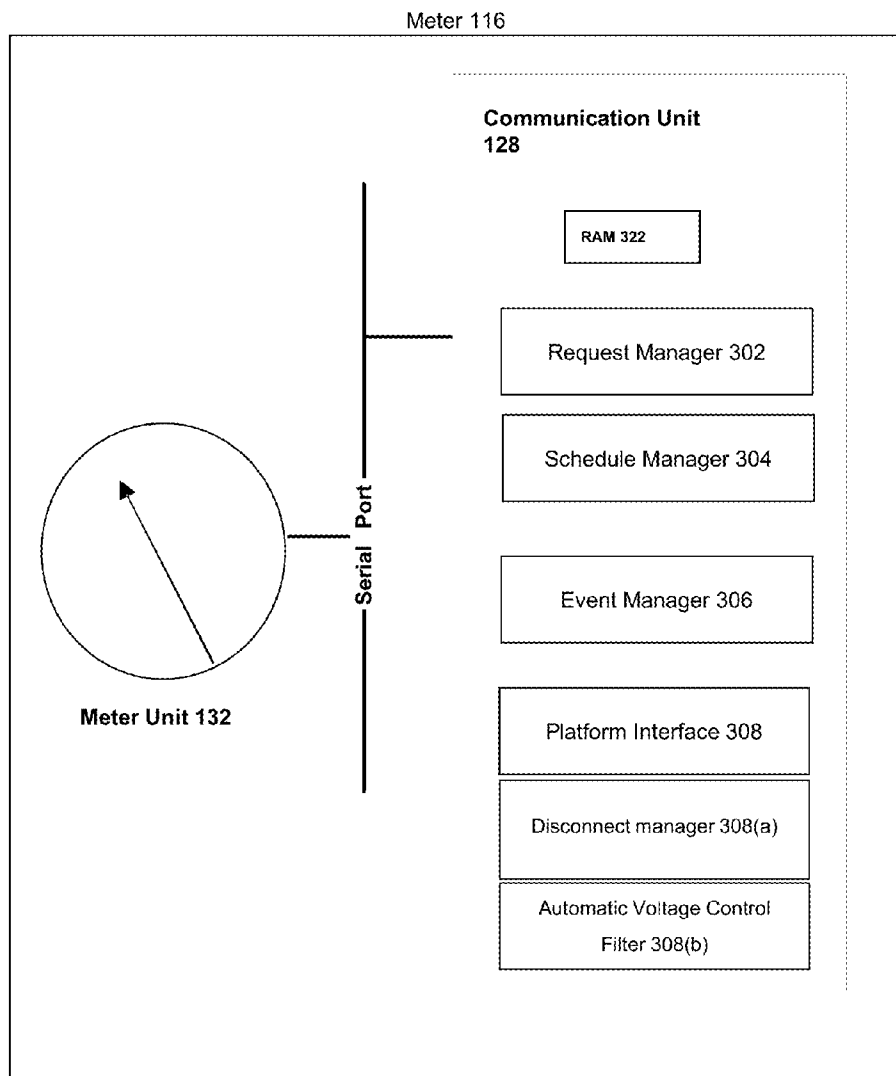 Meter 116
Communication Unit
128
RAM 322
Request Manager 302
Schedule Manager 304
Serial Port
Event Manager 306
Meter Unit 132
Platform Interface 308
Disconnect manager 308(a)
Automatic Voltage Control
Filter 308(b)